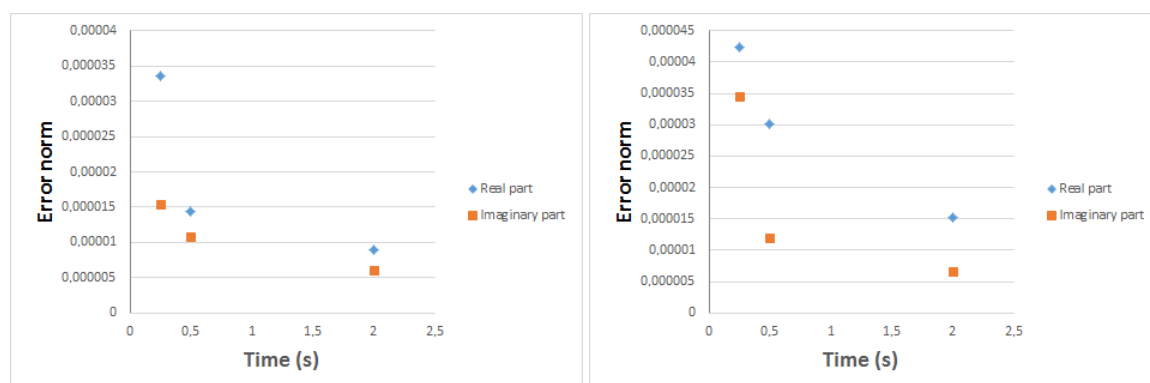 Error norm
0,00004
0,000035
0,00003
0,000025
0,00002
0,000015
0,00001
0,000005
0
0 0,5 1 1,5 2 2,5
Time (s)
Real part
Imaginary part
Error norm
0,000045
0,00004
0,000035
0,00003
0,000025
0,00002
0,000015
0,00001
0,000005
0
0 0,5 1 1,5 2 2,5
Time (s)
Real part
Imaginary part